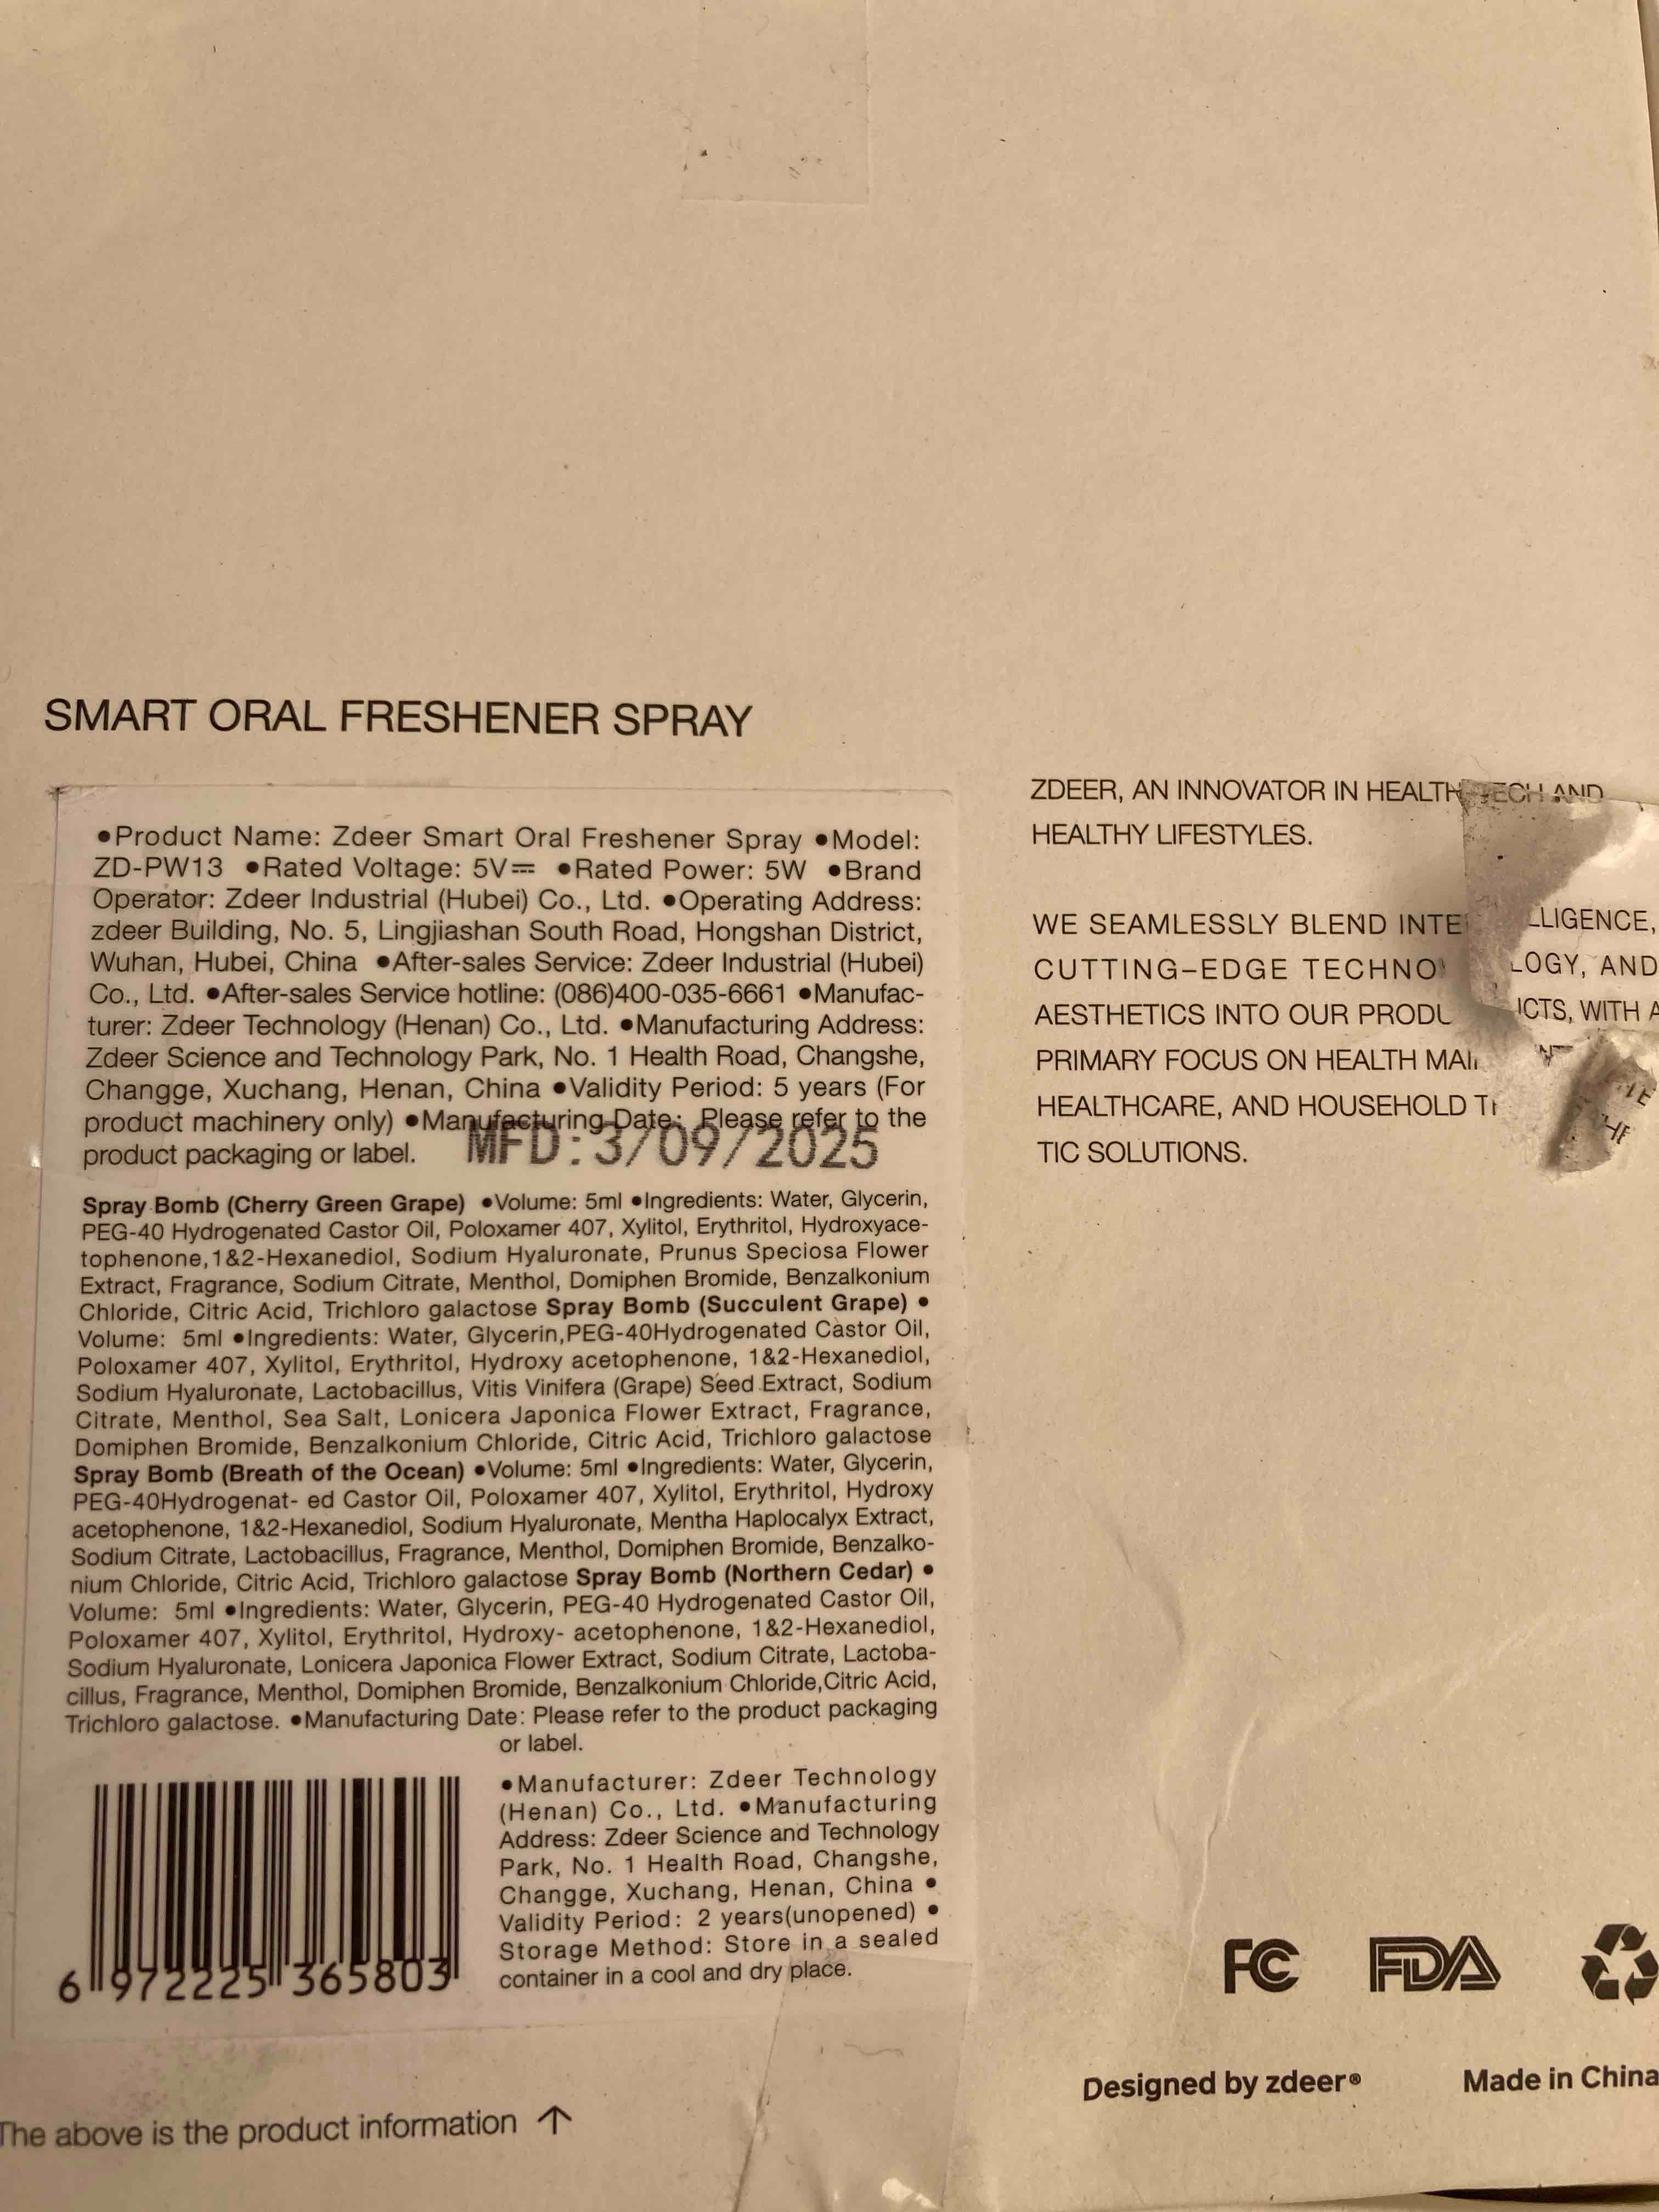 SMART ORAL FRESHENER SPRAY
•Product Name: Zdeer Smart Oral Freshener Spray •Model:
ZD-PW13 •Rated Voltage: 5V⎓ •Rated Power: 5W •Brand
Operator: Zdeer Industrial (Hubei) Co., Ltd. •Operating Address:
zdeer Building, No. 5, Lingjiashan South Road, Hongshan District,
Wuhan, Hubei, China •After-sales Service: Zdeer Industrial (Hubei)
Co., Ltd. •After-sales Service hotline: (086)400-035-6661 •Manufac-
turer: Zdeer Technology (Henan) Co., Ltd. •Manufacturing Address:
Zdeer Science and Technology Park, No. 1 Health Road, Changshe,
Changge, Xuchang, Henan, China •Validity Period: 5 years (For
product machinery only) •Manufacturing Date: Please refer to the
product packaging or label.
MFD:3/09/2025
Spray Bomb (Cherry Green Grape) •Volume: 5ml •Ingredients: Water, Glycerin,
PEG-40 Hydrogenated Castor Oil, Poloxamer 407, Xylitol, Erythritol, Hydroxyace-
tophenone,1&2-Hexanediol, Sodium Hyaluronate, Prunus Speciosa Flower
Extract, Fragrance, Sodium Citrate, Menthol, Domiphen Bromide, Benzalkonium
Chloride, Citric Acid, Trichloro galactose Spray Bomb (Succulent Grape) •
Volume: 5ml •Ingredients: Water, Glycerin,PEG-40Hydrogenated Castor Oil,
Poloxamer 407, Xylitol, Erythritol, Hydroxy acetophenone, 1&2-Hexanediol,
Sodium Hyaluronate, Lactobacillus, Vitis Vinifera (Grape) Seed Extract, Sodium
Citrate, Menthol, Sea Salt, Lonicera Japonica Flower Extract, Fragrance,
Domiphen Bromide, Benzalkonium Chloride, Citric Acid, Trichloro galactose
Spray Bomb (Breath of the Ocean) •Volume: 5ml •Ingredients: Water, Glycerin,
PEG-40Hydrogenat- ed Castor Oil, Poloxamer 407, Xylitol, Erythritol, Hydroxy
acetophenone, 1&2-Hexanediol, Sodium Hyaluronate, Mentha Haplocalyx Extract,
Sodium Citrate, Lactobacillus, Fragrance, Menthol, Domiphen Bromide, Benzalko-
nium Chloride, Citric Acid, Trichloro galactose Spray Bomb (Northern Cedar) •
Volume: 5ml •Ingredients: Water, Glycerin, PEG-40 Hydrogenated Castor Oil,
Poloxamer 407, Xylitol, Erythritol, Hydroxy- acetophenone, 1&2-Hexanediol,
Sodium Hyaluronate, Lonicera Japonica Flower Extract, Sodium Citrate, Lactoba-
cillus, Fragrance, Menthol, Domiphen Bromide, Benzalkonium Chloride,Citric Acid,
Trichloro galactose. •Manufacturing Date: Please refer to the product packaging
or label.
•Manufacturer: Zdeer Technology
(Henan) Co., Ltd. •Manufacturing
Address: Zdeer Science and Technology
Park, No. 1 Health Road, Changshe,
Changge, Xuchang, Henan, China •
Validity Period: 2 years(unopened) •
Storage Method: Store in a sealed
container in a cool and dry place.
6 972225 365803
The above is the product information ↑
ZDEER, AN INNOVATOR IN HEALTH TECH AND
HEALTHY LIFESTYLES.
WE SEAMLESSLY BLEND INTELLIGENCE,
CUTTING-EDGE TECHNOLOGY, AND
AESTHETICS INTO OUR PRODUCTS, WITH A
PRIMARY FOCUS ON HEALTH
HEALTHCARE, AND HOUSEHOLD
TIC SOLUTIONS.
FC FDA
Designed by zdeer®
Made in China